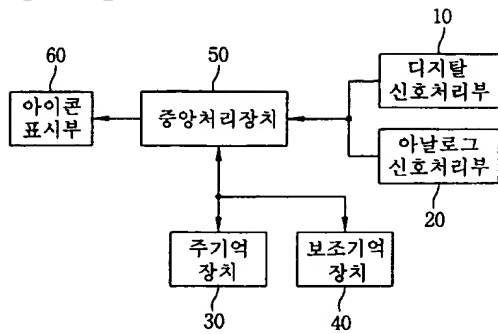 10
디지탈
신호처리부
60
50
아이콘
표시부
중앙처리장치
아날로그
신호처리부
20
주기억
장치
보조기억
장치
30
40